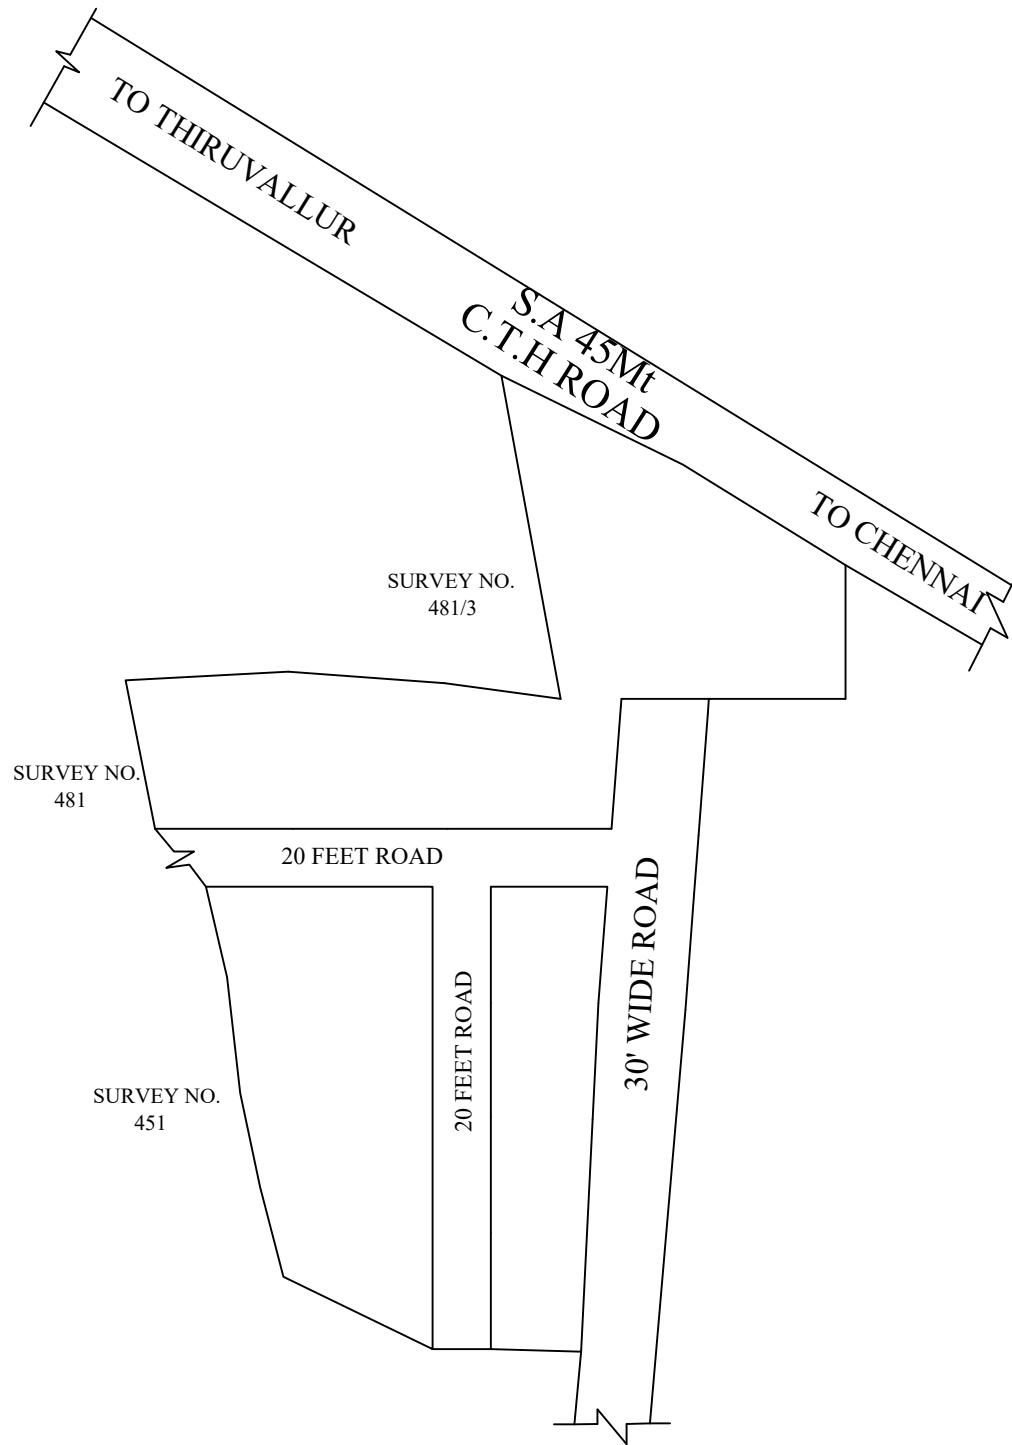 TO THIRUVALLUR
S.A 45Mt
C.T.H ROAD
TO CHENNAI
SURVEY NO.
481/3
SURVEY NO.
481
20 FEET ROAD
30' WIDE ROAD
20 FEET ROAD
SURVEY NO.
451